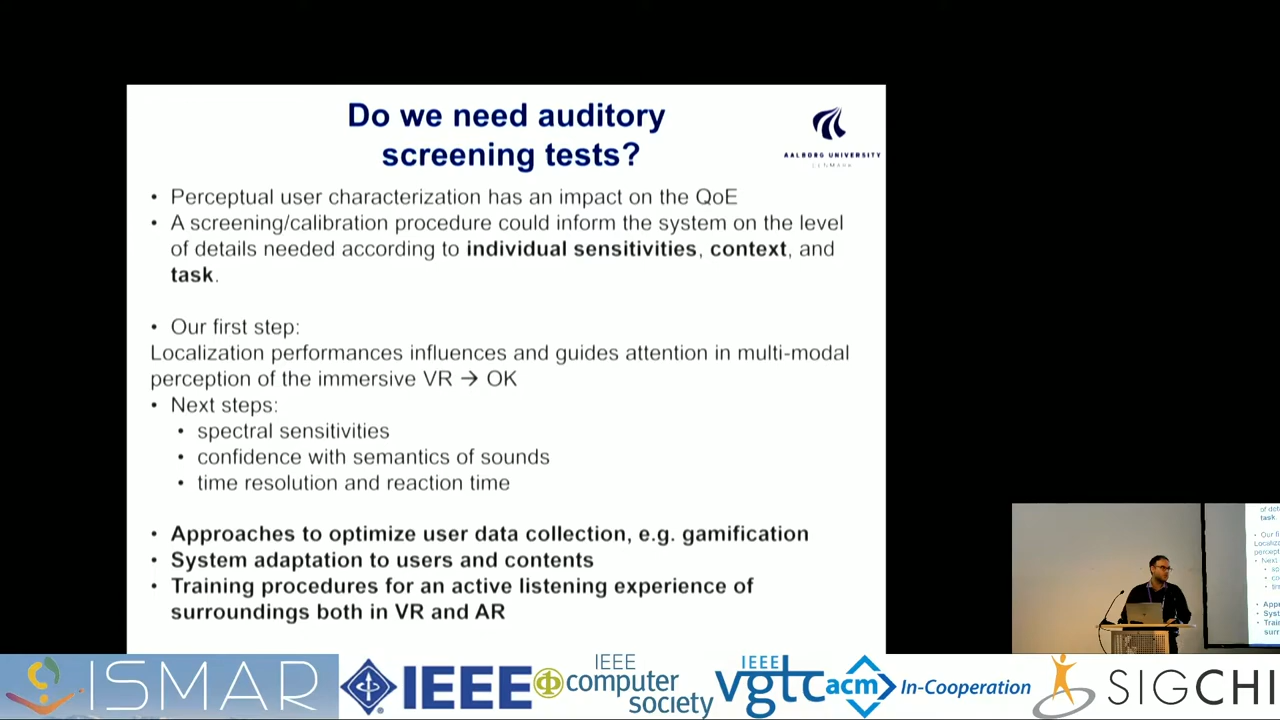 Do we need auditory
screening tests?
AALBORG UNIVERSITY
• Perceptual user characterization has an impact on the QoE
• A screening/calibration procedure could inform the system on the level
of details needed according to individual sensitivities, context, and
task.
• Our first step:
Localization performances influences and guides attention in multi-modal
perception of the immersive VR → OK
• Next steps:
• spectral sensitivities
• confidence with semantics of sounds
• time resolution and reaction time
• Approaches to optimize user data collection, e.g. gamification
• System adaptation to users and contents
• Training procedures for an active listening experience of
surroundings both in VR and AR
ISMAR
IEEE
IEEE
computer
society
IEEE
vgtc
acm
In-Cooperation
SIGCHI